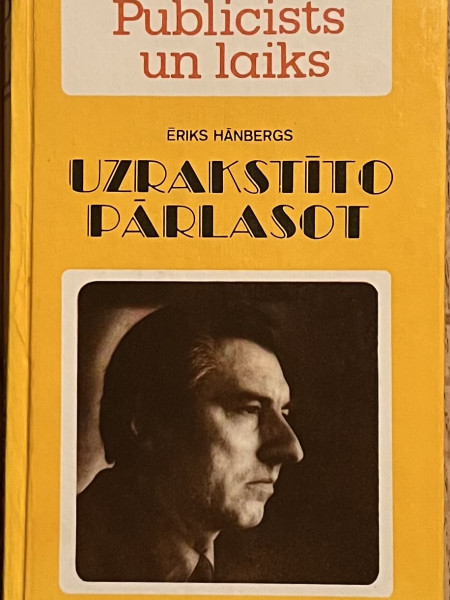 Publicists
un laiks
ĒRIKS HĀNBERGS
UZRAKSTĪTO
PĀRLASOT